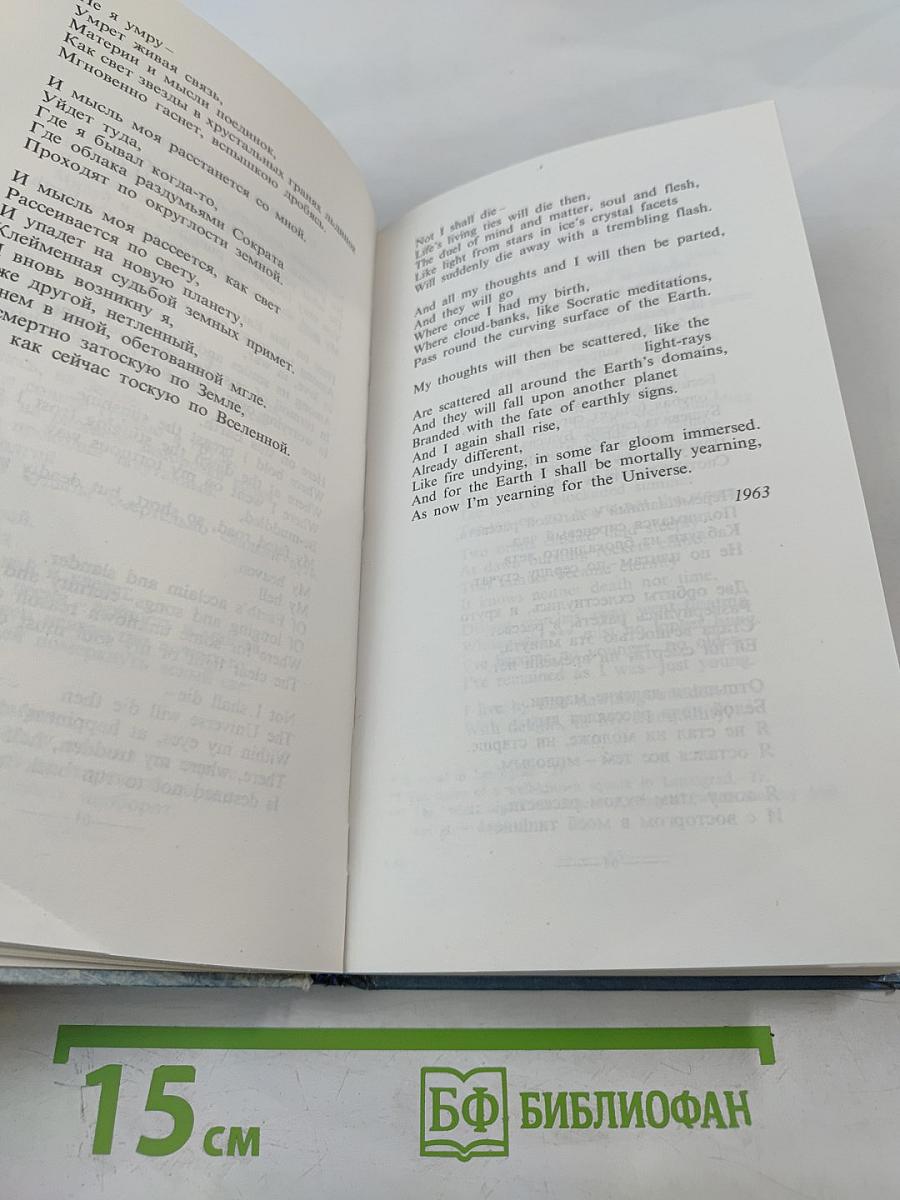 Не я умру –
Умрет живая связь,
Материи и мысли поединок,
Как свет звезды в хрустальных гранях льдинок
Мгновенно гаснет, вспышкою дробясь.
И мысль моя расстанется со мной.
Уйдет туда,
Где я бывал когда-то,
Где облака раздумьями Сократа
Проходят по округлости земной.
И мысль моя рассеется, как свет
Рассеивается по свету,
И упадет на новую планету,
Клейменная судьбой земных примет.
И вновь возникну я,
же другой, нетленный,
нем в иной, обетованной мгле.
смертно затоскую по Земле,
как сейчас тоскую по Вселенной.
Not I shall die –
Life's living ties will die then,
The duel of mind and matter, soul and flesh,
Like light from stars in ice's crystal facets
Will suddenly die away with a trembling flash.
And all my thoughts and I will then be parted,
And they will go
Where once I had my birth,
Where cloud-banks, like Socratic meditations,
Pass round the curving surface of the Earth.
My thoughts will then be scattered, like the
light-rays
Are scattered all around the Earth's domains,
And they will fall upon another planet
Branded with the fate of earthly signs.
And I again shall rise,
Already different,
Like fire undying, in some far gloom immersed.
And for the Earth I shall be mortally yearning,
As now I'm yearning for the Universe.
1963
15 см
БФ БИБЛИОФАН